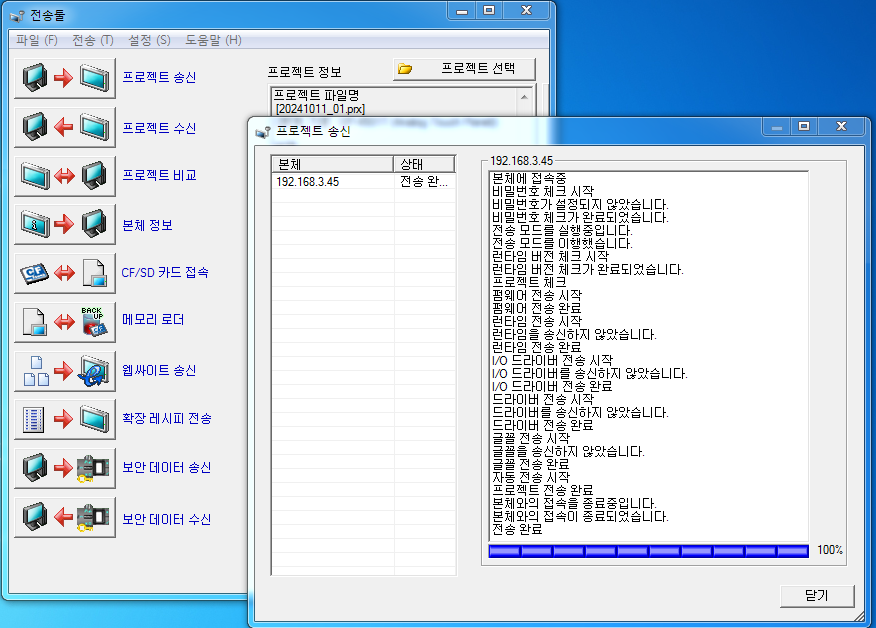 전송툴
파일 (F) 전송 (T) 설정 (S) 도움말 (H)
프로젝트 송신
프로젝트 수신
프로젝트 비교
본체 정보
CF/SD 카드 접속
BACK UP
CF
메모리 로더
웹싸이트 송신
확장 레시피 전송
보안 데이터 송신
보안 데이터 수신
프로젝트 정보
프로젝트 선택
프로젝트 파일명
[20241011_01.prx]
프로젝트 송신
본체 상태
192.168.3.45 전송 완...
192.168.3.45
본체에 접속중
비밀번호 체크 시작
비밀번호가 설정되지 않았습니다.
비밀번호 체크가 완료되었습니다.
전송 모드를 실행중입니다.
전송 모드를 이행했습니다.
런타임 버전 체크 시작
런타임 버전 체크가 완료되었습니다.
프로젝트 체크
펌웨어 전송 시작
펌웨어 전송 완료
런타임 전송 시작
런타임을 송신하지 않았습니다.
런타임 전송 완료
I/O 드라이버 전송 시작
I/O 드라이버를 송신하지 않았습니다.
I/O 드라이버 전송 완료
드라이버 전송 시작
드라이버를 송신하지 않았습니다.
드라이버 전송 완료
글꼴 전송 시작
글꼴을 송신하지 않았습니다.
글꼴 전송 완료
자동 전송 시작
프로젝트 전송 완료
본체와의 접속을 종료중입니다.
본체와의 접속이 종료되었습니다.
전송 완료
100%
닫기